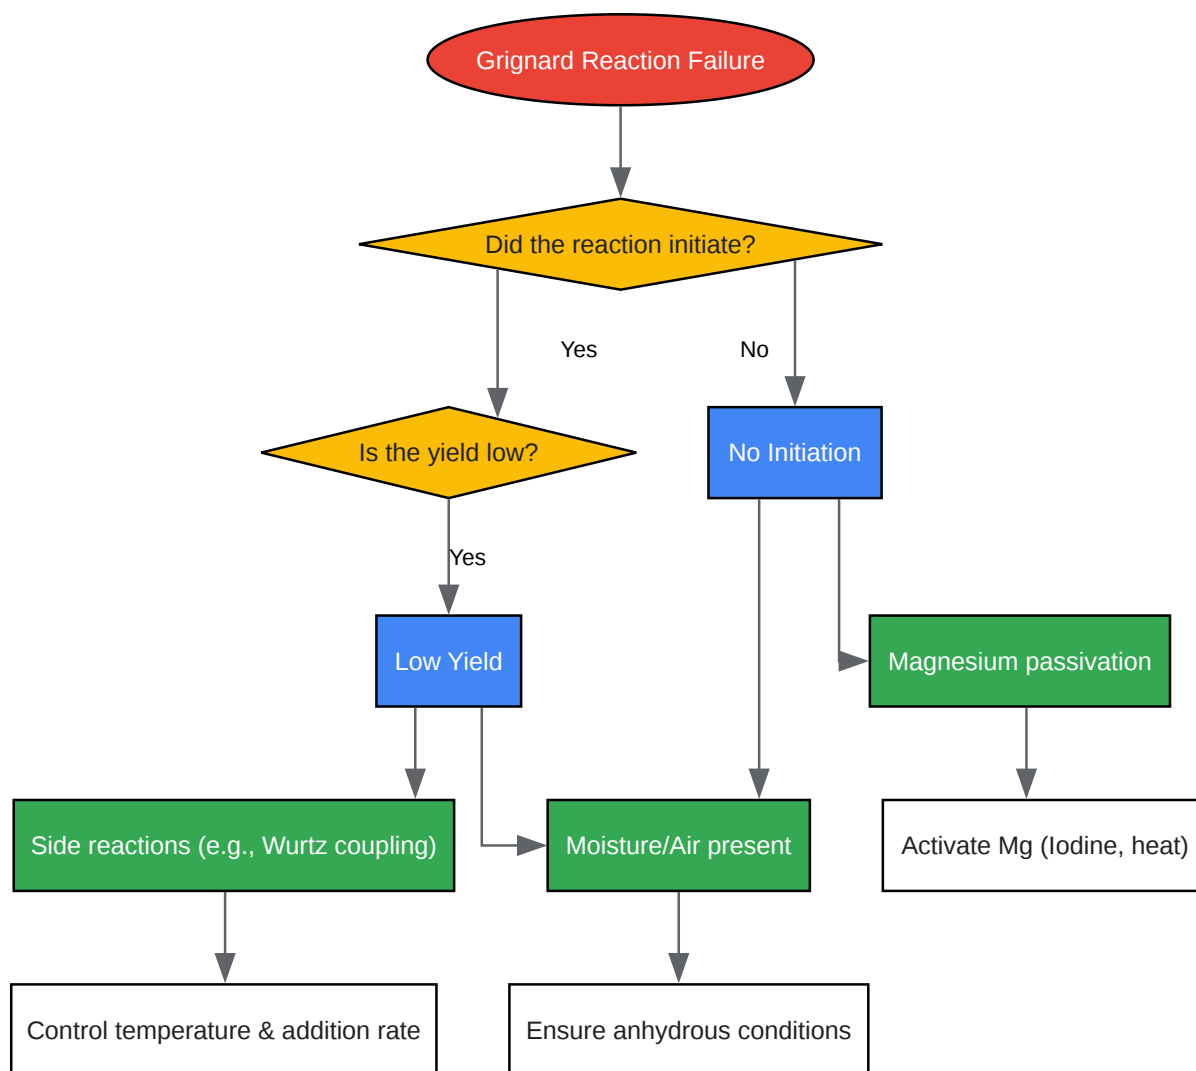 Grignard Reaction Failure
Did the reaction initiate?
Yes
No
Is the yield low?
No Initiation
Yes
Low Yield
Magnesium passivation
Side reactions (e.g., Wurtz coupling)
Moisture/Air present
Activate Mg (Iodine, heat)
Control temperature & addition rate
Ensure anhydrous conditions